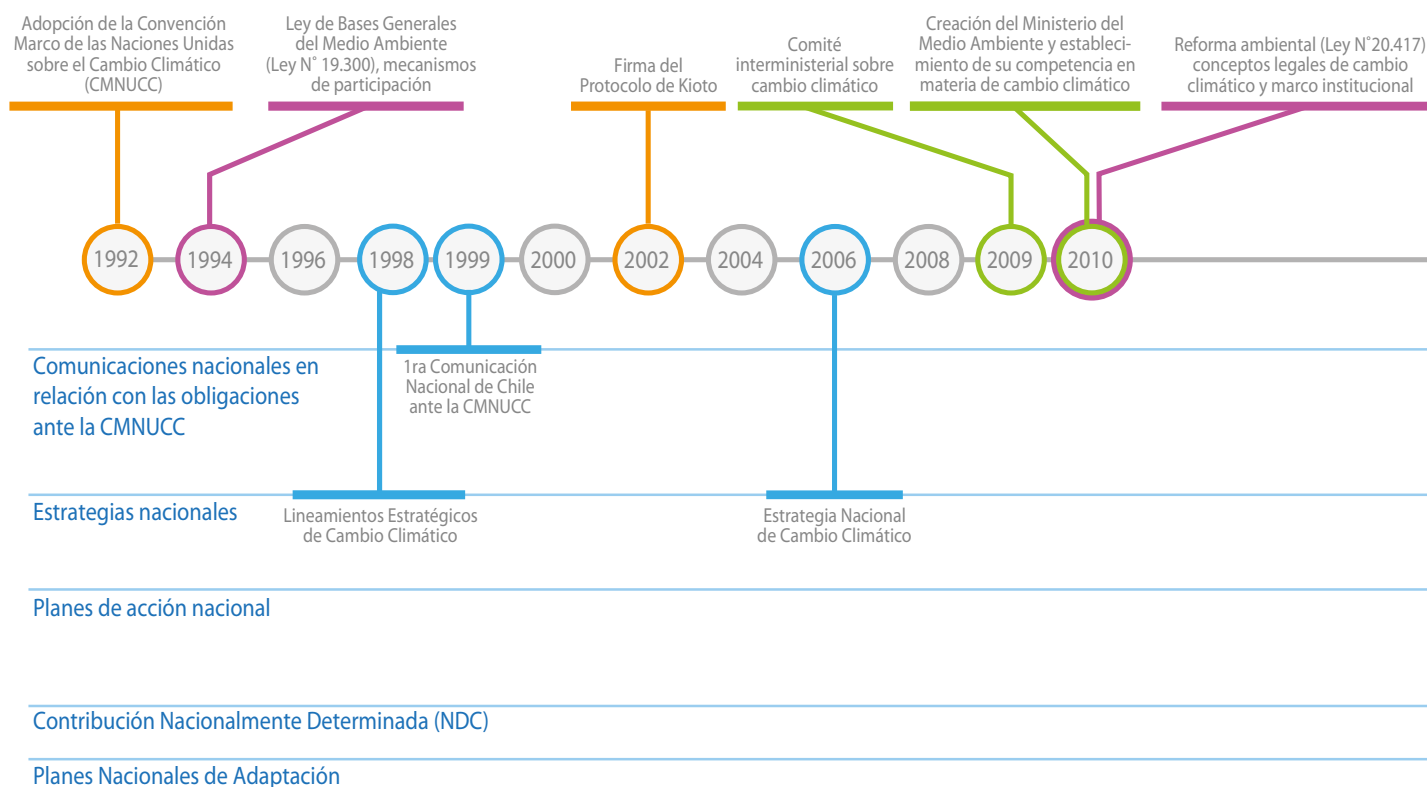 Adopción de la Convención
Marco de las Naciones Unidas
sobre el Cambio Climático
(CMNUCC)
Ley de Bases Generales
del Medio Ambiente
(Ley N° 19.300), mecanismos
de participación
Firma del
Protocolo de Kioto
Comité
interministerial sobre
cambio climático
Creación del Ministerio del
Medio Ambiente y estableci-
miento de su competencia en
materia de cambio climático
Reforma ambiental (Ley N°20.417)
conceptos legales de cambio
climático y marco institucional
1992
1994
1996
1998
1999
2000
2002
2004
2006
2008
2009
2010
Comunicaciones nacionales en
relación con las obligaciones
ante la CMNUCC
1ra Comunicación
Nacional de Chile
ante la CMNUCC
Estrategias nacionales
Lineamientos Estratégicos
de Cambio Climático
Estrategia Nacional
de Cambio Climático
Planes de acción nacional
Contribución Nacionalmente Determinada (NDC)
Planes Nacionales de Adaptación